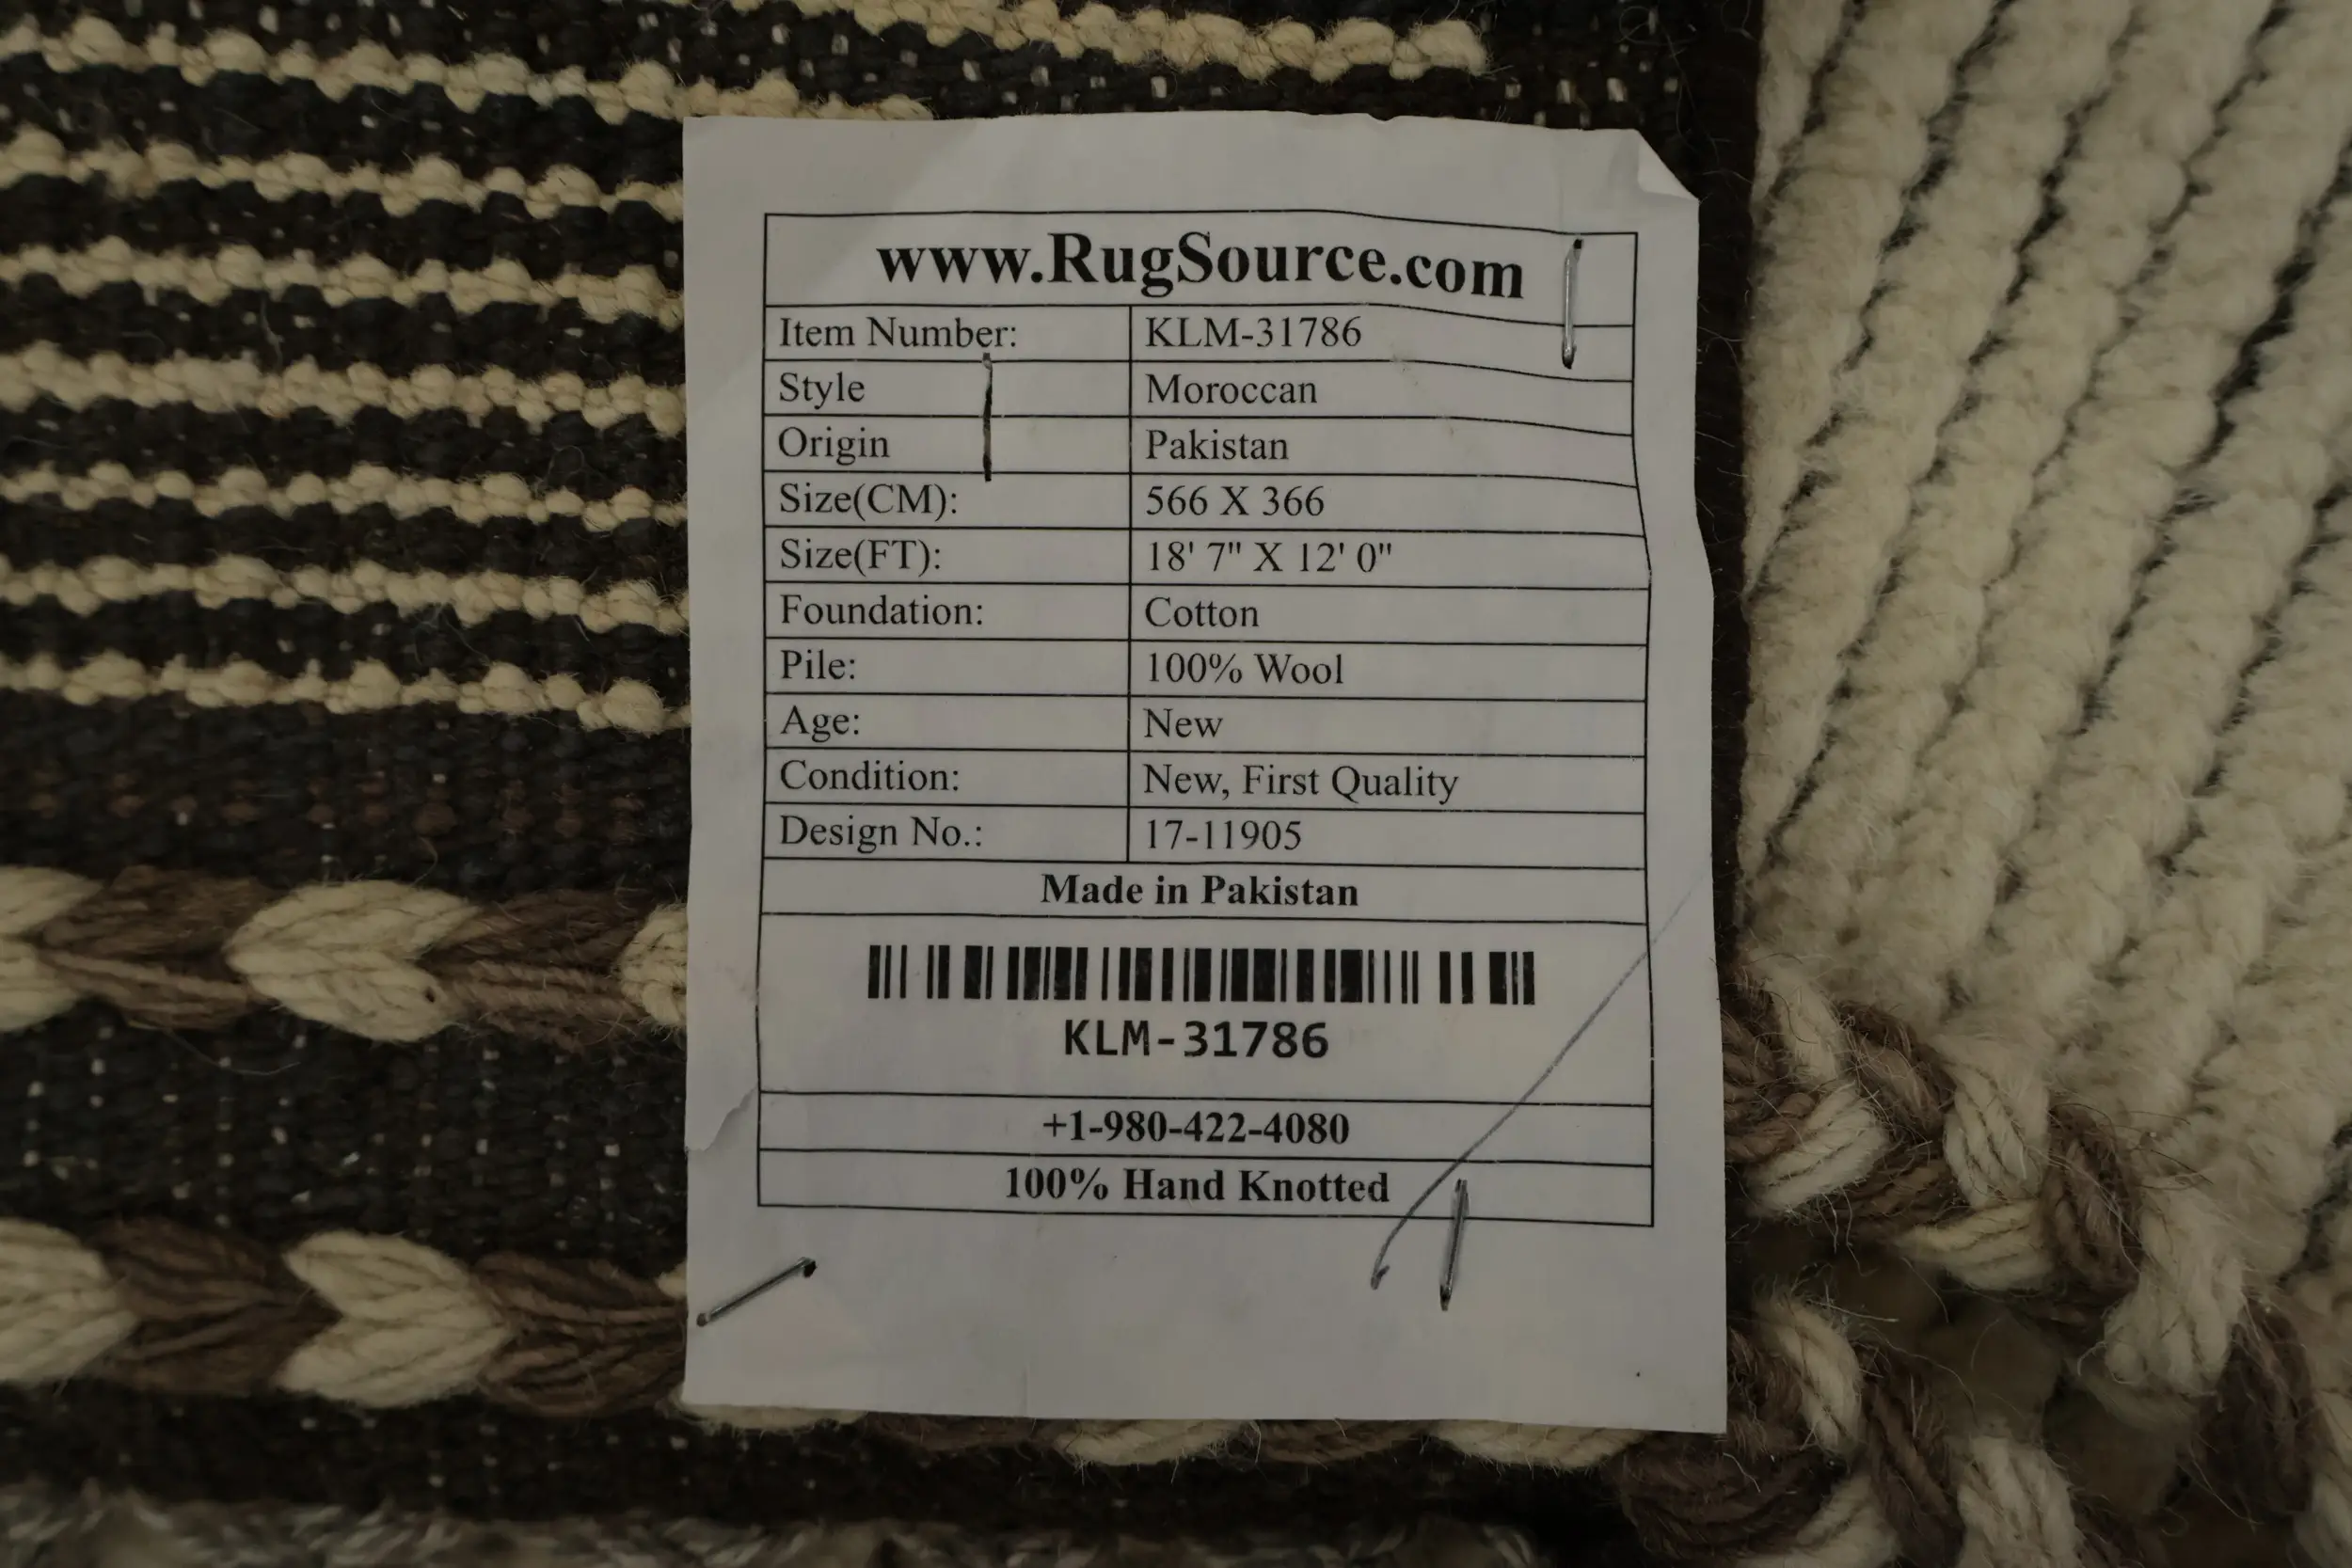 www.RugSource.com
Item Number: KLM-31786
Style Moroccan
Origin Pakistan
Size(CM): 566 X 366
Size(FT): 18' 7" X 12' 0"
Foundation: Cotton
Pile: 100% Wool
Age: New
Condition: New, First Quality
Design No.: 17-11905
Made in Pakistan
KLM-31786
+1-980-422-4080
100% Hand Knotted